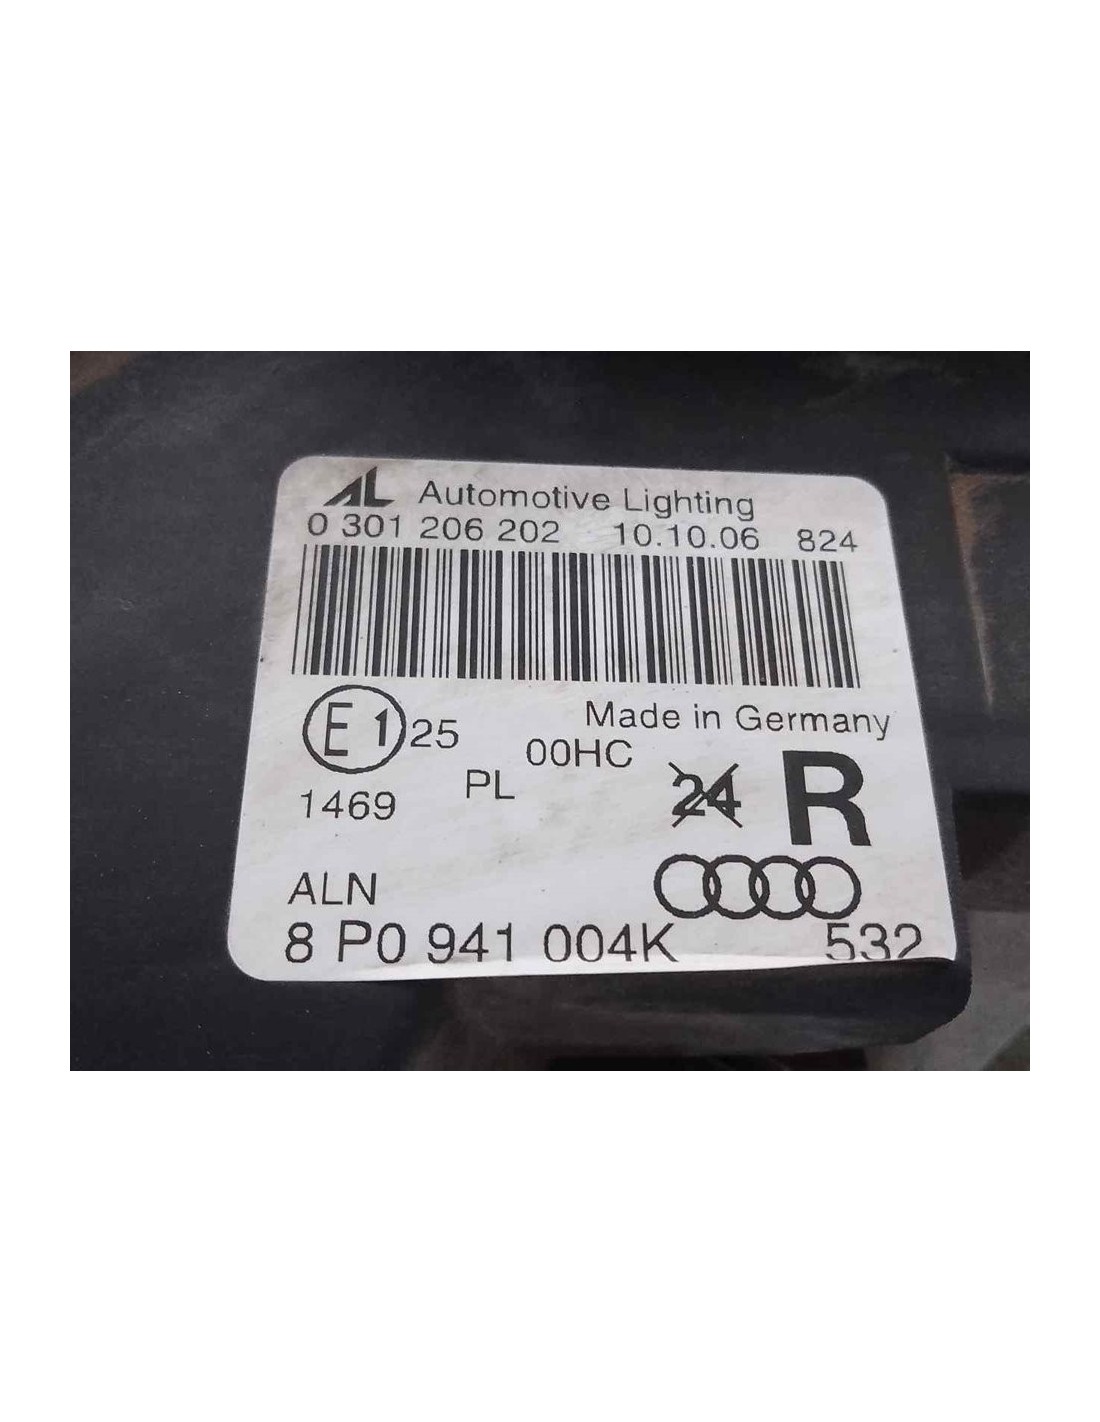 AL Automotive Lighting
0 301 206 202 10.10.06 824
Made in Germany
E1 25
00HC
PL
24 R
1469
ALN
8 P0 941 004K 532